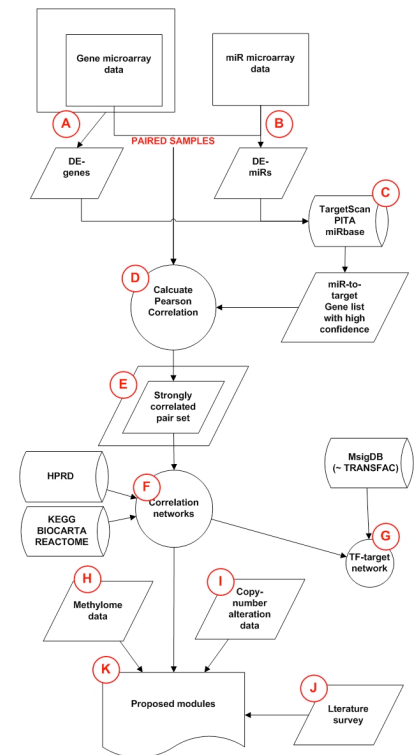 Gene microarray
data
miR microarray
data
A
B
PAIRED SAMPLES
DE-
genes
DE-
miRs
C
TargetScan
PITA
miRbase
D
Calcuate
Pearson
Correlation
miR-to-
target
Gene list
with high
confidence
E
Strongly
correlated
pair set
MsigDB
(~ TRANSFAC)
HPRD
F
Correlation
networks
KEGG
BIOCARTA
REACTOME
G
TF-target
network
H
Methylome
data
I
Copy-
number
alteration
data
K
Proposed modules
J
Lterature
survey